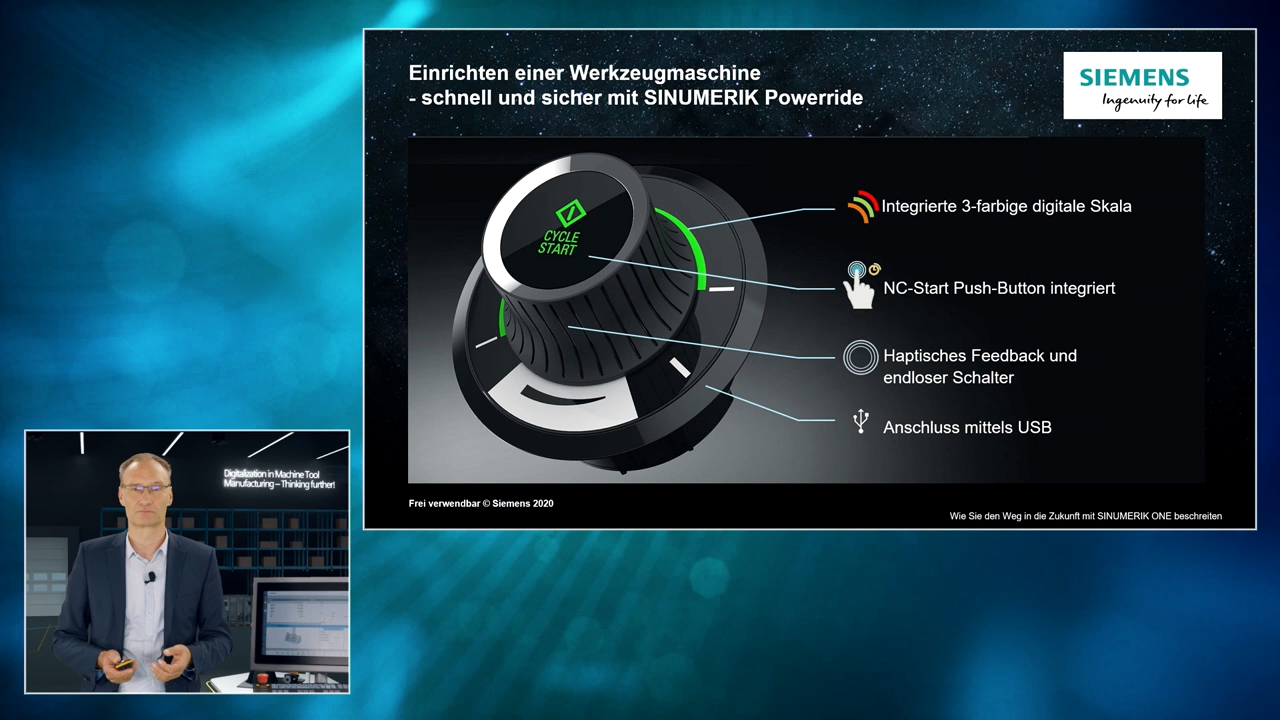 Einrichten einer Werkzeugmaschine
- schnell und sicher mit SINUMERIK Powerride
SIEMENS
Ingenuity for life
CYCLE
START
Integrierte 3-farbige digitale Skala
NC-Start Push-Button integriert
Haptisches Feedback und
endloser Schalter
Anschluss mittels USB
Frei verwendbar © Siemens 2020
Wie Sie den Weg in die Zukunft mit SINUMERIK ONE beschreiten
Digitalization in Machine Tool
Manufacturing – Thinking further!